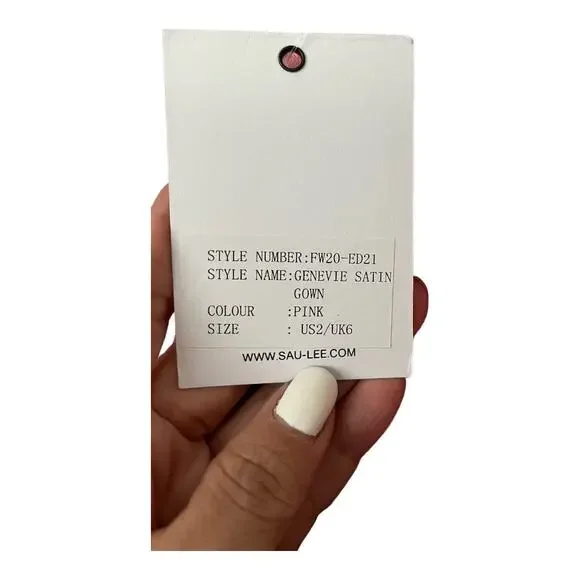 STYLE NUMBER:FW20-ED21
STYLE NAME:GENEVIE SATIN
GOWN
COLOUR :PINK
SIZE : US2/UK6
WWW.SAU-LEE.COM